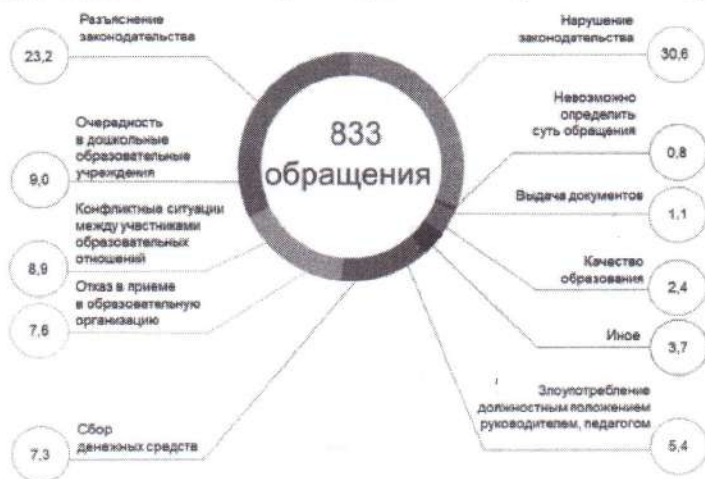 Разъяснение
законодательства
23,2
Очередность
в дошкольные
образовательные
учреждения
9,0
Конфликтные ситуации
между участниками
образовательных
отношений
8,9
Отказ в приеме
в образовательную
организацию
7,6
Сбор
денежных средств
7,3
833
обращения
Нарушение
законодательства
30,6
Невозможно
определить
суть обращения
0,8
Выдача документов
1,1
Качество
образования
2,4
Иное
3,7
Злоупотребление
должностным положением
руководителем, педагогом
5,4